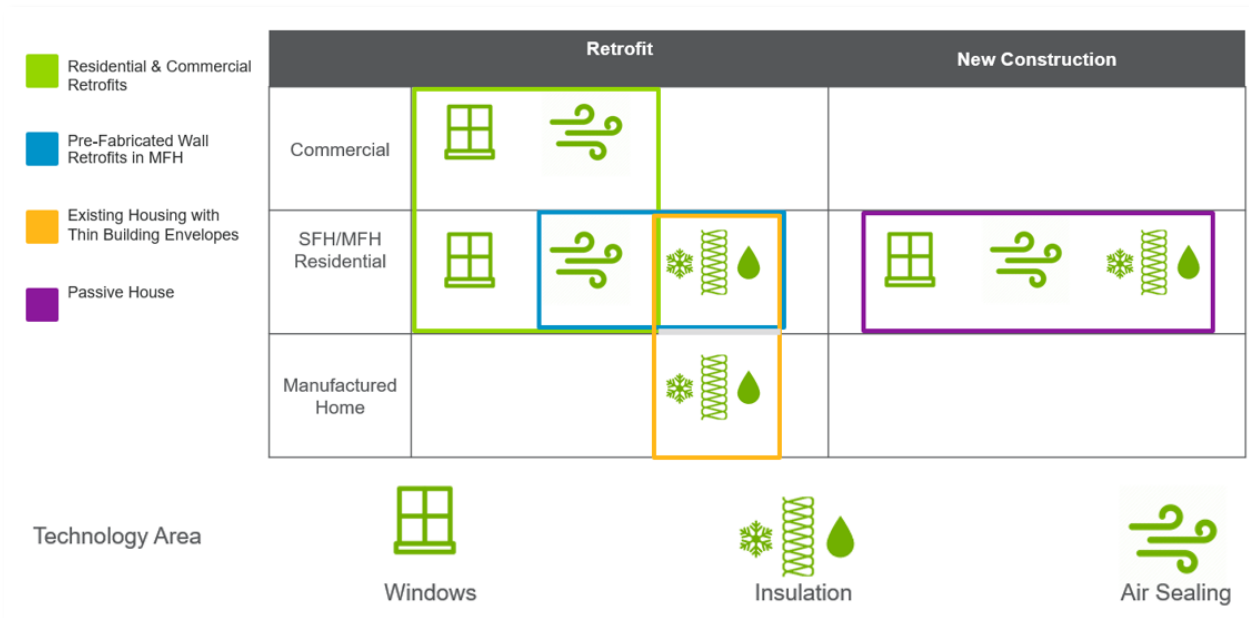 Residential & Commercial
Retrofits
Pre-Fabricated Wall
Retrofits in MFH
Existing Housing with
Thin Building Envelopes
Passive House
Retrofit
New Construction
Commercial
SFH/MFH
Residential
Manufactured
Home
Technology Area
Windows
Insulation
Air Sealing